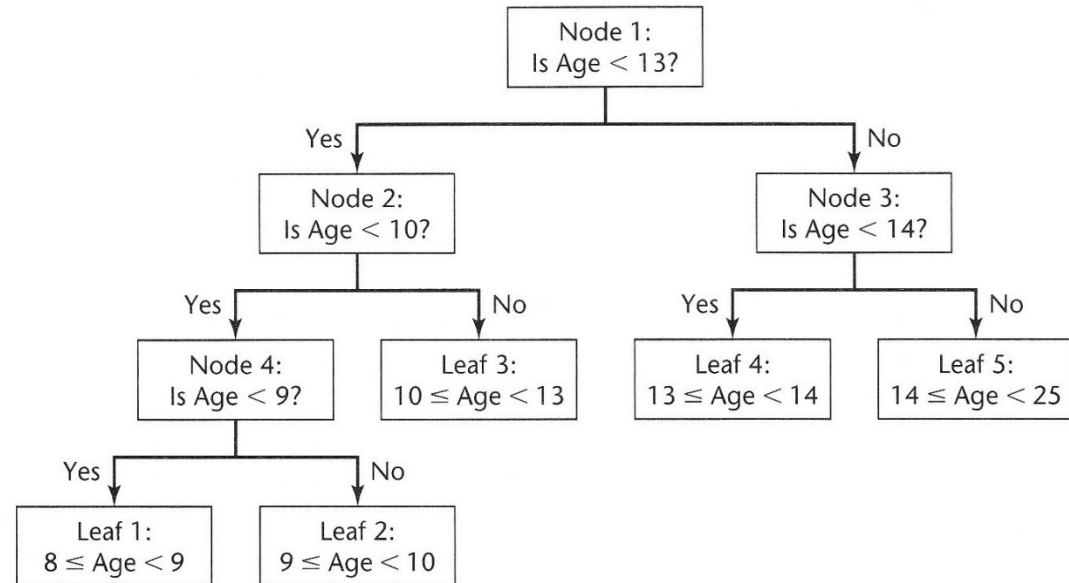 Node 1:
Is Age < 13?
Yes
No
Node 2:
Is Age < 10?
Node 3:
Is Age < 14?
Yes
No
Yes
No
Node 4:
Is Age < 9?
Leaf 3:
10 ≤ Age < 13
Leaf 4:
13 ≤ Age < 14
Leaf 5:
14 ≤ Age < 25
Yes
No
Leaf 1:
8 ≤ Age < 9
Leaf 2:
9 ≤ Age < 10